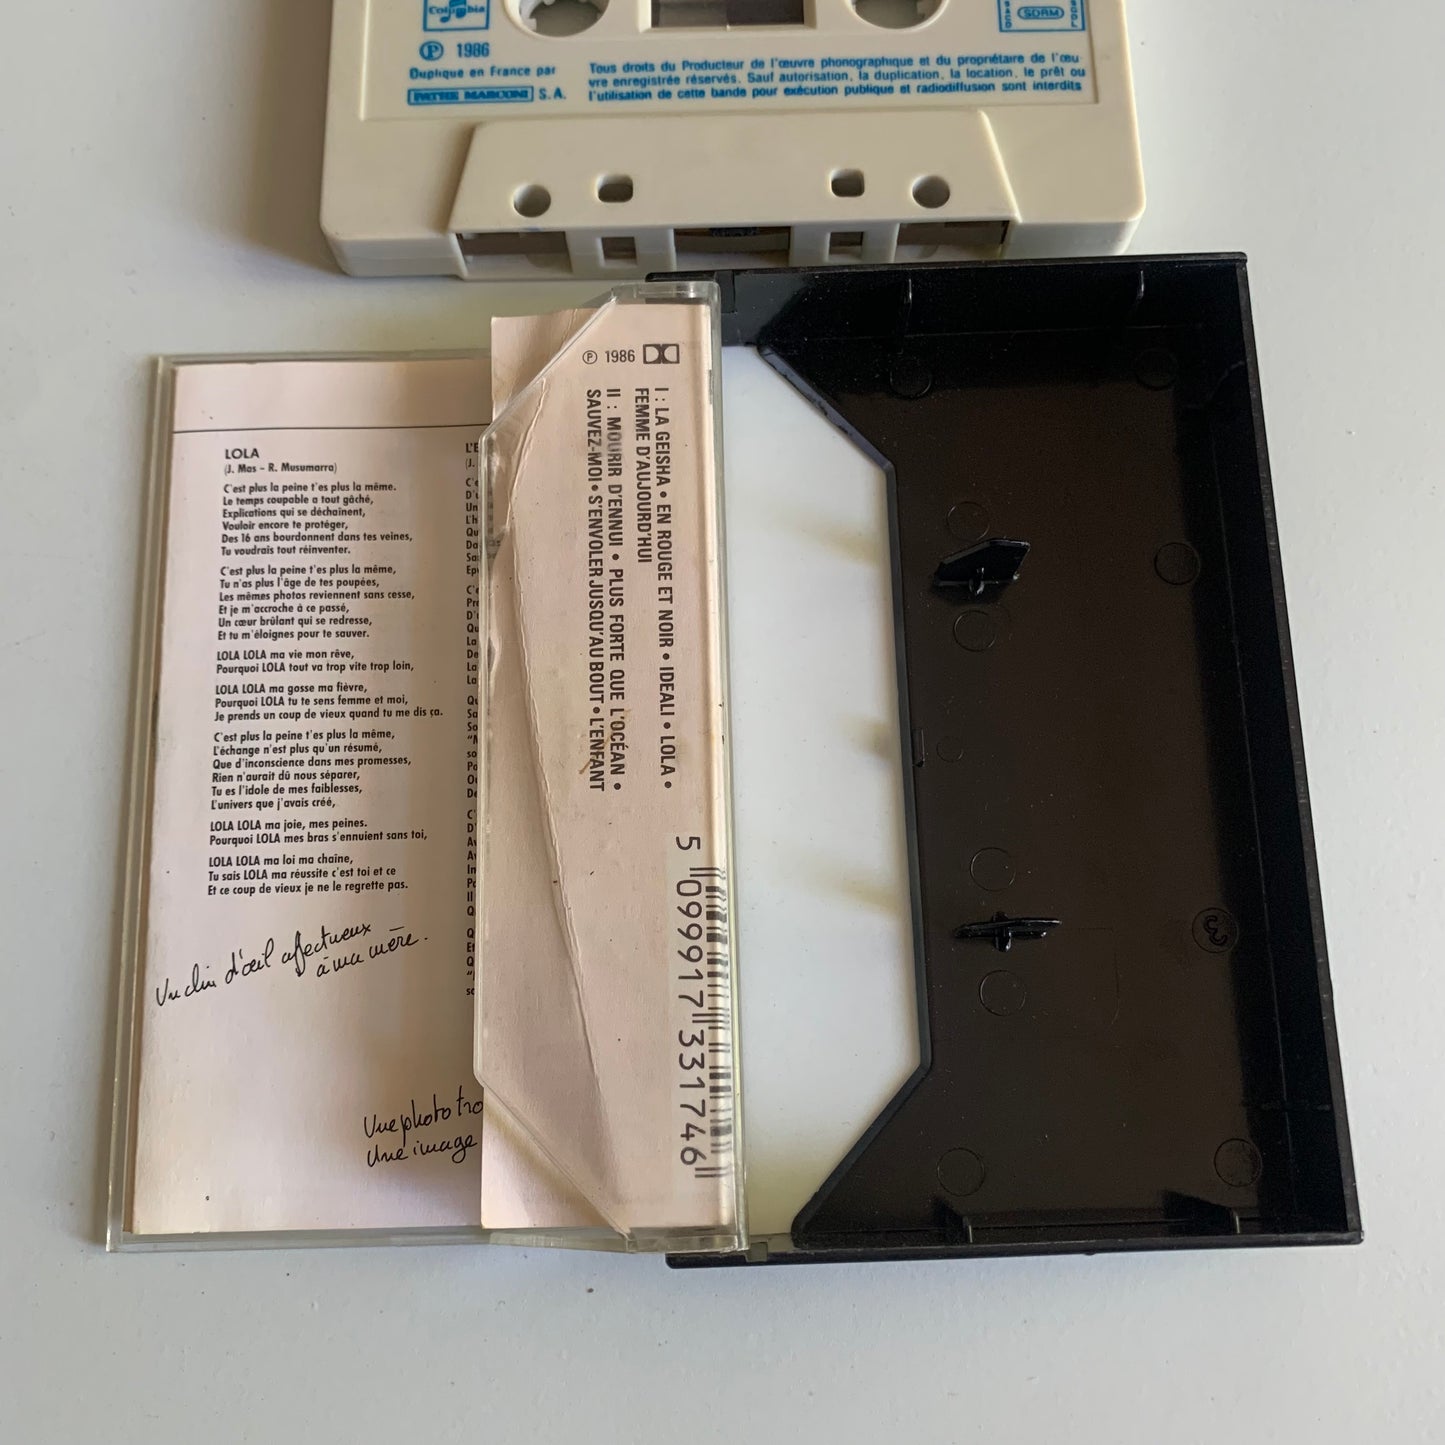 Columbia
℗ 1986
Duplique en France par
PATHE MARCONI S.A.
Tous droits du Producteur de l'œuvre phonographique et du propriétaire de l'œu-
vre enregistrée réservés. Sauf autorisation, la duplication, la location, le prêt ou
l'utilisation de cette bande pour exécution publique et radiodiffusion sont interdits
SACD
SDRM
SGDL
LOLA
(J. Mas - R. Musumarra)
C'est plus la peine t'es plus la même.
Le temps coupable a tout gâché,
Explications qui se déchaînent,
Vouloir encore te protéger,
Des 16 ans bourdonnent dans tes veines,
Tu voudrais tout réinventer.
C'est plus la peine t'es plus la même,
Tu n'as plus l'âge de tes poupées,
Les mêmes photos reviennent sans cesse,
Et je m'accroche à ce passé,
Un cœur brûlant qui se redresse,
Et tu m'éloignes pour te sauver.
LOLA LOLA ma vie mon rêve,
Pourquoi LOLA tout va trop vite trop loin,
LOLA LOLA ma gosse ma fièvre,
Pourquoi LOLA tu te sens femme et moi,
Je prends un coup de vieux quand tu me dis ça.
C'est plus la peine t'es plus la même,
L'échange n'est plus qu'un résumé,
Que d'inconscience dans mes promesses,
Rien n'aurait dû nous séparer,
Tu es l'idole de mes faiblesses,
L'univers que j'avais créé,
LOLA LOLA ma joie, mes peines.
Pourquoi LOLA mes bras s'ennuient sans toi,
LOLA LOLA ma loi ma chaine,
Tu sais LOLA ma réussite c'est toi et ce
Et ce coup de vieux je ne le regrette pas.
Un clin d'œil affectueux
à ma mère.
Une photo tro
Une image
℗ 1986
I : LA GEISHA • EN ROUGE ET NOIR • IDEALI • LOLA •
FEMME D'AUJOURD'HUI
II : MOURIR D'ENNUI • PLUS FORTE QUE L'OCÉAN •
SAUVEZ-MOI • S'ENVOLER JUSQU'AU BOUT • L'ENFANT
5 099917 331746
3